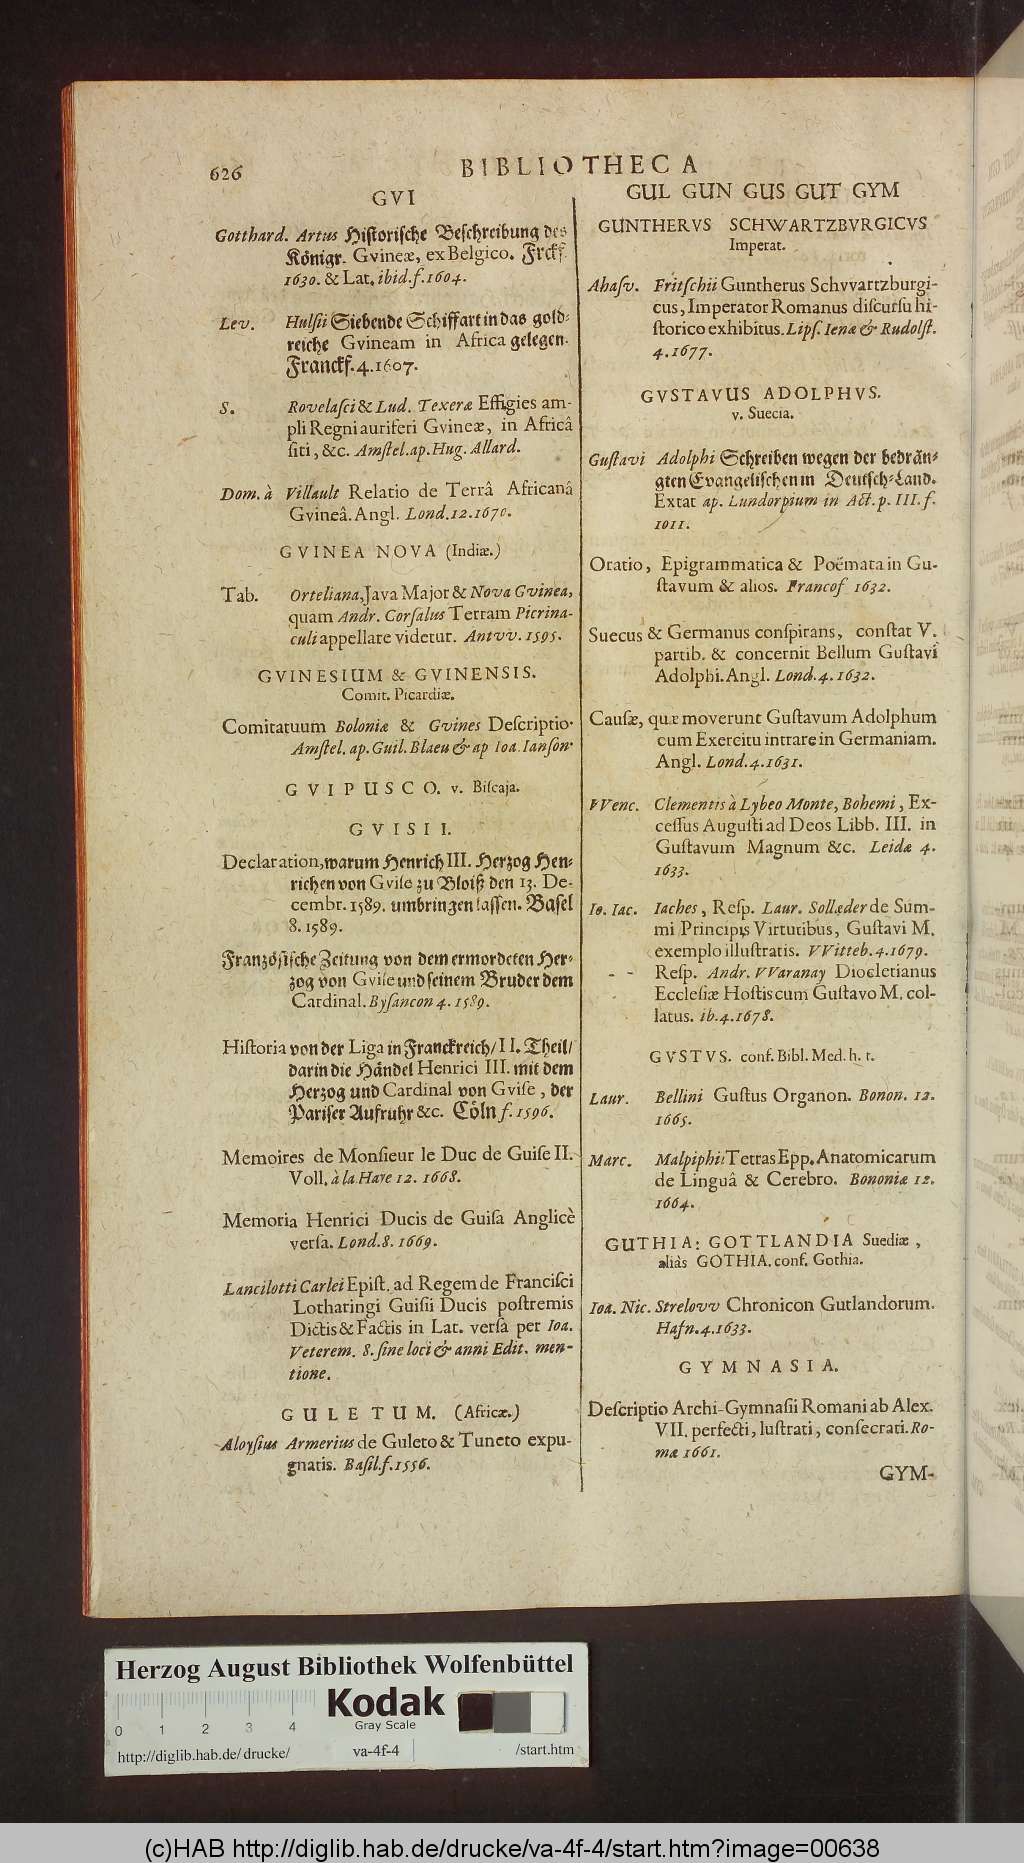 626
BIBLIOTHECA
GVI
Gotthard. Artus Historische Beschreibung des
Königr. Gvineæ, ex Belgico. Frckf.
1630. & Lat. ibid. f. 1604.
Lev. Hulsii Siebende Schiffart in das gold-
reiche Gvineam in Africa gelegen.
Franckf. 4. 1607.
S. Rovelasci & Lud. Texeræ Effigies am-
pli Regni auriferi Gvineæ, in Africâ
siti, &c. Amstel. ap. Hug. Allard.
Dom. à Villault Relatio de Terrâ Africanâ
Gvineâ. Angl. Lond. 12. 1670.
GVINEA NOVA (Indiæ.)
Tab. Orteliana, Java Major & Nova Gvinea,
quam Andr. Corsalus Terram Picrina-
culi appellare videtur. Antvv. 1595.
GVINESIUM & GVINENSIS.
Comit. Picardiæ.
Comitatuum Boloniæ & Gvines Descriptio.
Amstel. ap. Guil. Blaeu & ap Ioa. Ianson.
GVIPUSCO. v. Biscaja.
GVISII.
Declaration, warum Henrich III. Herzog Hen-
richen von Gvise zu Bloiß den 13. De-
cembr. 1589. umbringen lassen. Basel
8. 1589.
Französische Zeitung von dem ermordeten Her-
zog von Gvise und seinem Bruder dem
Cardinal. Bysancon 4. 1589.
Historia von der Liga in Franckreich/ II. Theil/
darin die Händel Henrici III. mit dem
Herzog und Cardinal von Gvise, der
Pariser Aufruhr &c. Cöln f. 1596.
Memoires de Monsieur le Duc de Guise II.
Voll. à la Haye 12. 1668.
Memoria Henrici Ducis de Guisa Anglicè
versa. Lond. 8. 1669.
Lancilotti Carlei Epist. ad Regem de Francisci
Lotharingi Guisii Ducis postremis
Dictis & Factis in Lat. versa per Ioa.
Veterem. 8. sine loci & anni Edit. men-
tione.
GULETUM. (Africæ.)
Aloysius Armerius de Guleto & Tuneto expu-
gnatis. Basil. f. 1556.
GUL GUN GUS GUT GYM
GUNTHERVS SCHWARTZBVRGICVS
Imperat.
Ahasv. Fritschii Guntherus Schvvartzburgi-
cus, Imperator Romanus discursu hi-
storico exhibitus. Lips. Ienæ & Rudolst.
4. 1677.
GVSTAVUS ADOLPHVS.
v. Suecia.
Gustavi Adolphi Schreiben wegen der bedrän-
gten Evangelischen in Deutsch-Land.
Extat ap. Lundorpium in Act. p. III. f.
1011.
Oratio, Epigrammatica & Poëmata in Gu-
stavum & alios. Francof 1632.
Suecus & Germanus conspirans, constat V.
partib. & concernit Bellum Gustavi
Adolphi. Angl. Lond. 4. 1632.
Causæ, quæ moverunt Gustavum Adolphum
cum Exercitu intrare in Germaniam.
Angl. Lond. 4. 1631.
VVenc. Clementis à Lybeo Monte, Bohemi, Ex-
cessus Augusti ad Deos Libb. III. in
Gustavum Magnum &c. Leidæ 4.
1633.
Io. Iac. Iaches, Resp. Laur. Sollæder de Sum-
mi Principis Virtutibus, Gustavi M.
exemplo illustratis. VVitteb. 4. 1679.
- - Resp. Andr. VVaranay Diocletianus
Ecclesiæ Hostis cum Gustavo M. col-
latus. ib. 4. 1678.
GVSTVS. conf. Bibl. Med. h. t.
Laur. Bellini Gustus Organon. Bonon. 12.
1665.
Marc. Malpiphii Tetras Epp. Anatomicarum
de Linguâ & Cerebro. Bononiæ 12.
1664.
GUTHIA: GOTTLANDIA Suediæ,
aliàs GOTHIA. conf. Gothia.
Ioa. Nic. Strelovv Chronicon Gutlandorum.
Hafn. 4. 1633.
GYMNASIA.
Descriptio Archi-Gymnasii Romani ab Alex.
VII. perfecti, lustrati, consecrati. Ro-
mæ 1661.
GYM-
Herzog August Bibliothek Wolfenbüttel
Kodak
Gray Scale
0 1 2 3 4
http://diglib.hab.de/drucke/ va-4f-4 /start.htm
(c)HAB http://diglib.hab.de/drucke/va-4f-4/start.htm?image=00638